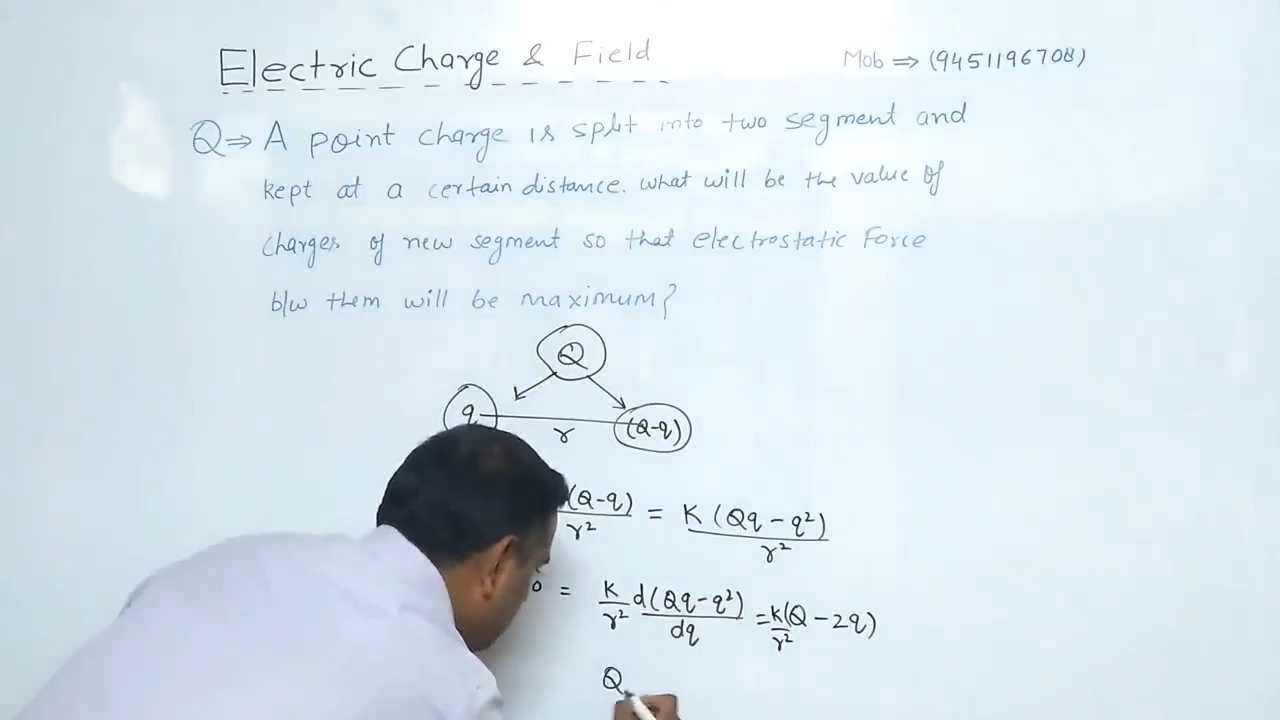 Electric Charge & Field
Mob ⇒ (9451196708)
Q⇒ A point charge is split into two segment and
kept at a certain distance. what will be the value of
charges of new segment so that electrostatic Force
b/w them will be maximum?
Q
q r (Q-q)
(Q-q)/r² = K(Qq - q²)/r²
0 = K/r² d(Qq-q²)/dq = K/r²(Q - 2q)
Q